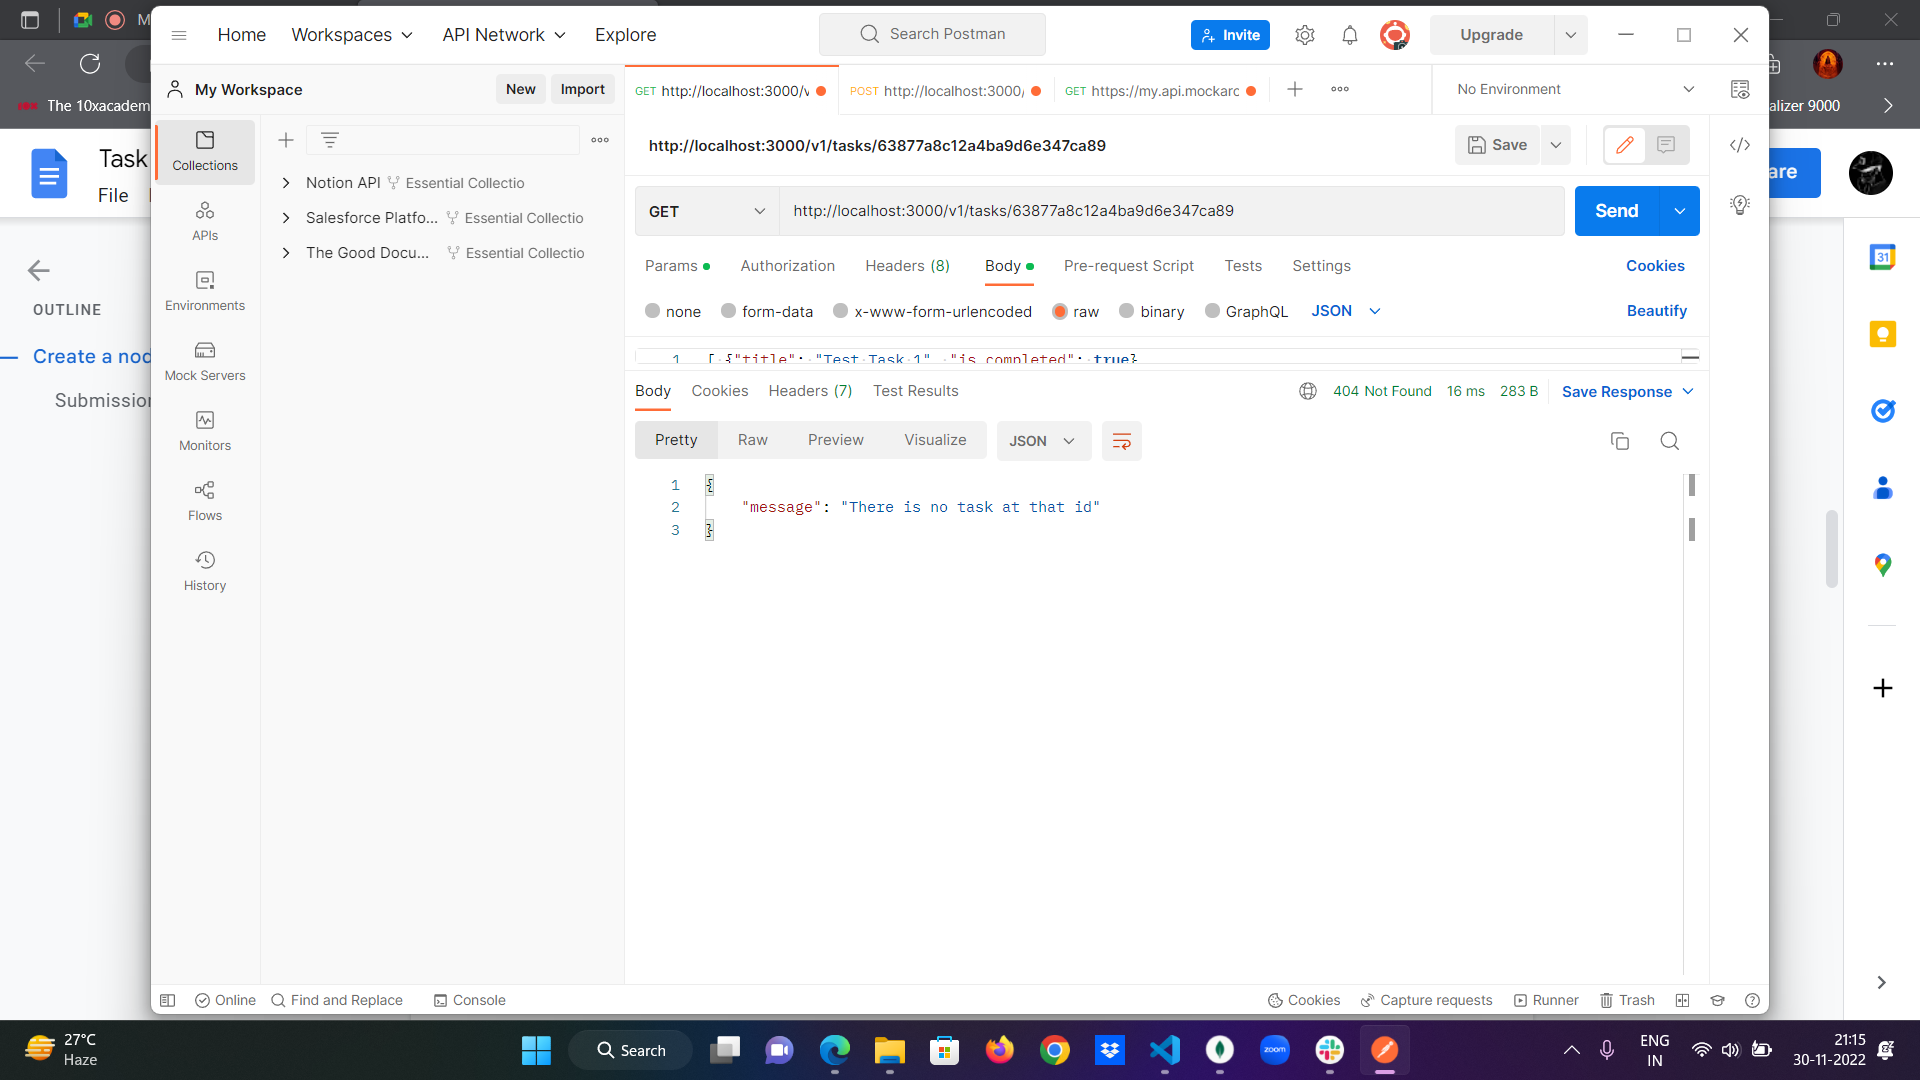 M
Home
Workspaces
API Network
Explore
Search Postman
Invite
Upgrade
The 10xacadem
alizer 9000
My Workspace
New
Import
GET http://localhost:3000/v
POST http://localhost:3000/
GET https://my.api.mockarc
No Environment
Task
File
are
31
OUTLINE
Create a nod
Submission
Collections
APIs
Environments
Mock Servers
Monitors
Flows
History
Notion API Essential Collectio
Salesforce Platfo... Essential Collectio
The Good Docu... Essential Collectio
http://localhost:3000/v1/tasks/63877a8c12a4ba9d6e347ca89
Save
GET
http://localhost:3000/v1/tasks/63877a8c12a4ba9d6e347ca89
Send
Params
Authorization
Headers (8)
Body
Pre-request Script
Tests
Settings
Cookies
none
form-data
x-www-form-urlencoded
raw
binary
GraphQL
JSON
Beautify
1 [ {"title": "Test Task 1", "is_completed": true}
Body
Cookies
Headers (7)
Test Results
404 Not Found
16 ms
283 B
Save Response
Pretty
Raw
Preview
Visualize
JSON
1 {
2 "message": "There is no task at that id"
3 }
Online
Find and Replace
Console
Cookies
Capture requests
Runner
Trash
27°C
Haze
Search
zoom
ENG
IN
21:15
30-11-2022